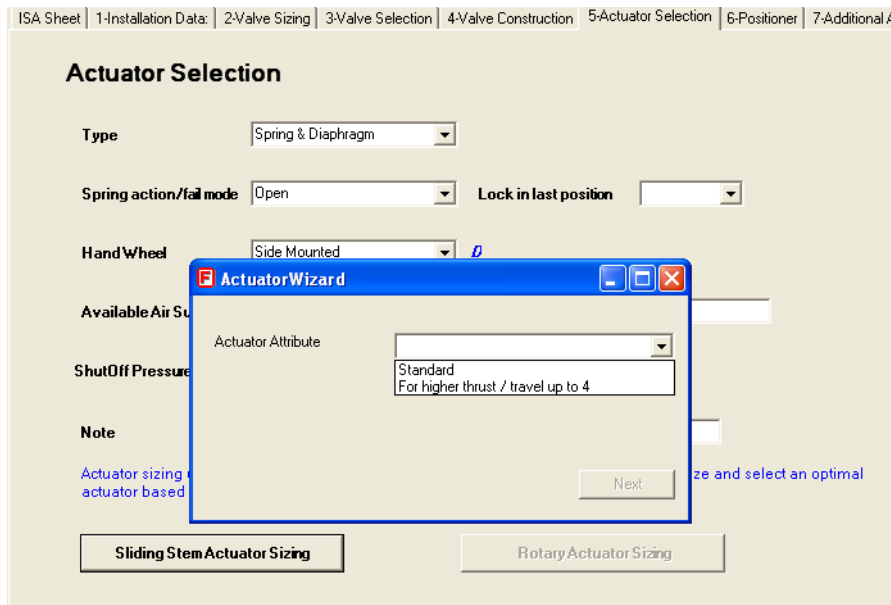 ISA Sheet 1-Installation Data: 2-Valve Sizing 3-Valve Selection 4-Valve Construction 5-Actuator Selection 6-Positioner 7-Additional A
Actuator Selection
Type Spring & Diaphragm
Spring action/fail mode Open Lock in last position
Hand Wheel Side Mounted D
ActuatorWizard
Available Air Su
Actuator Attribute
ShutOff Pressure
Standard
For higher thrust / travel up to 4
Note
Actuator sizing ze and select an optimal
actuator based
Next
Sliding Stem Actuator Sizing Rotary Actuator Sizing